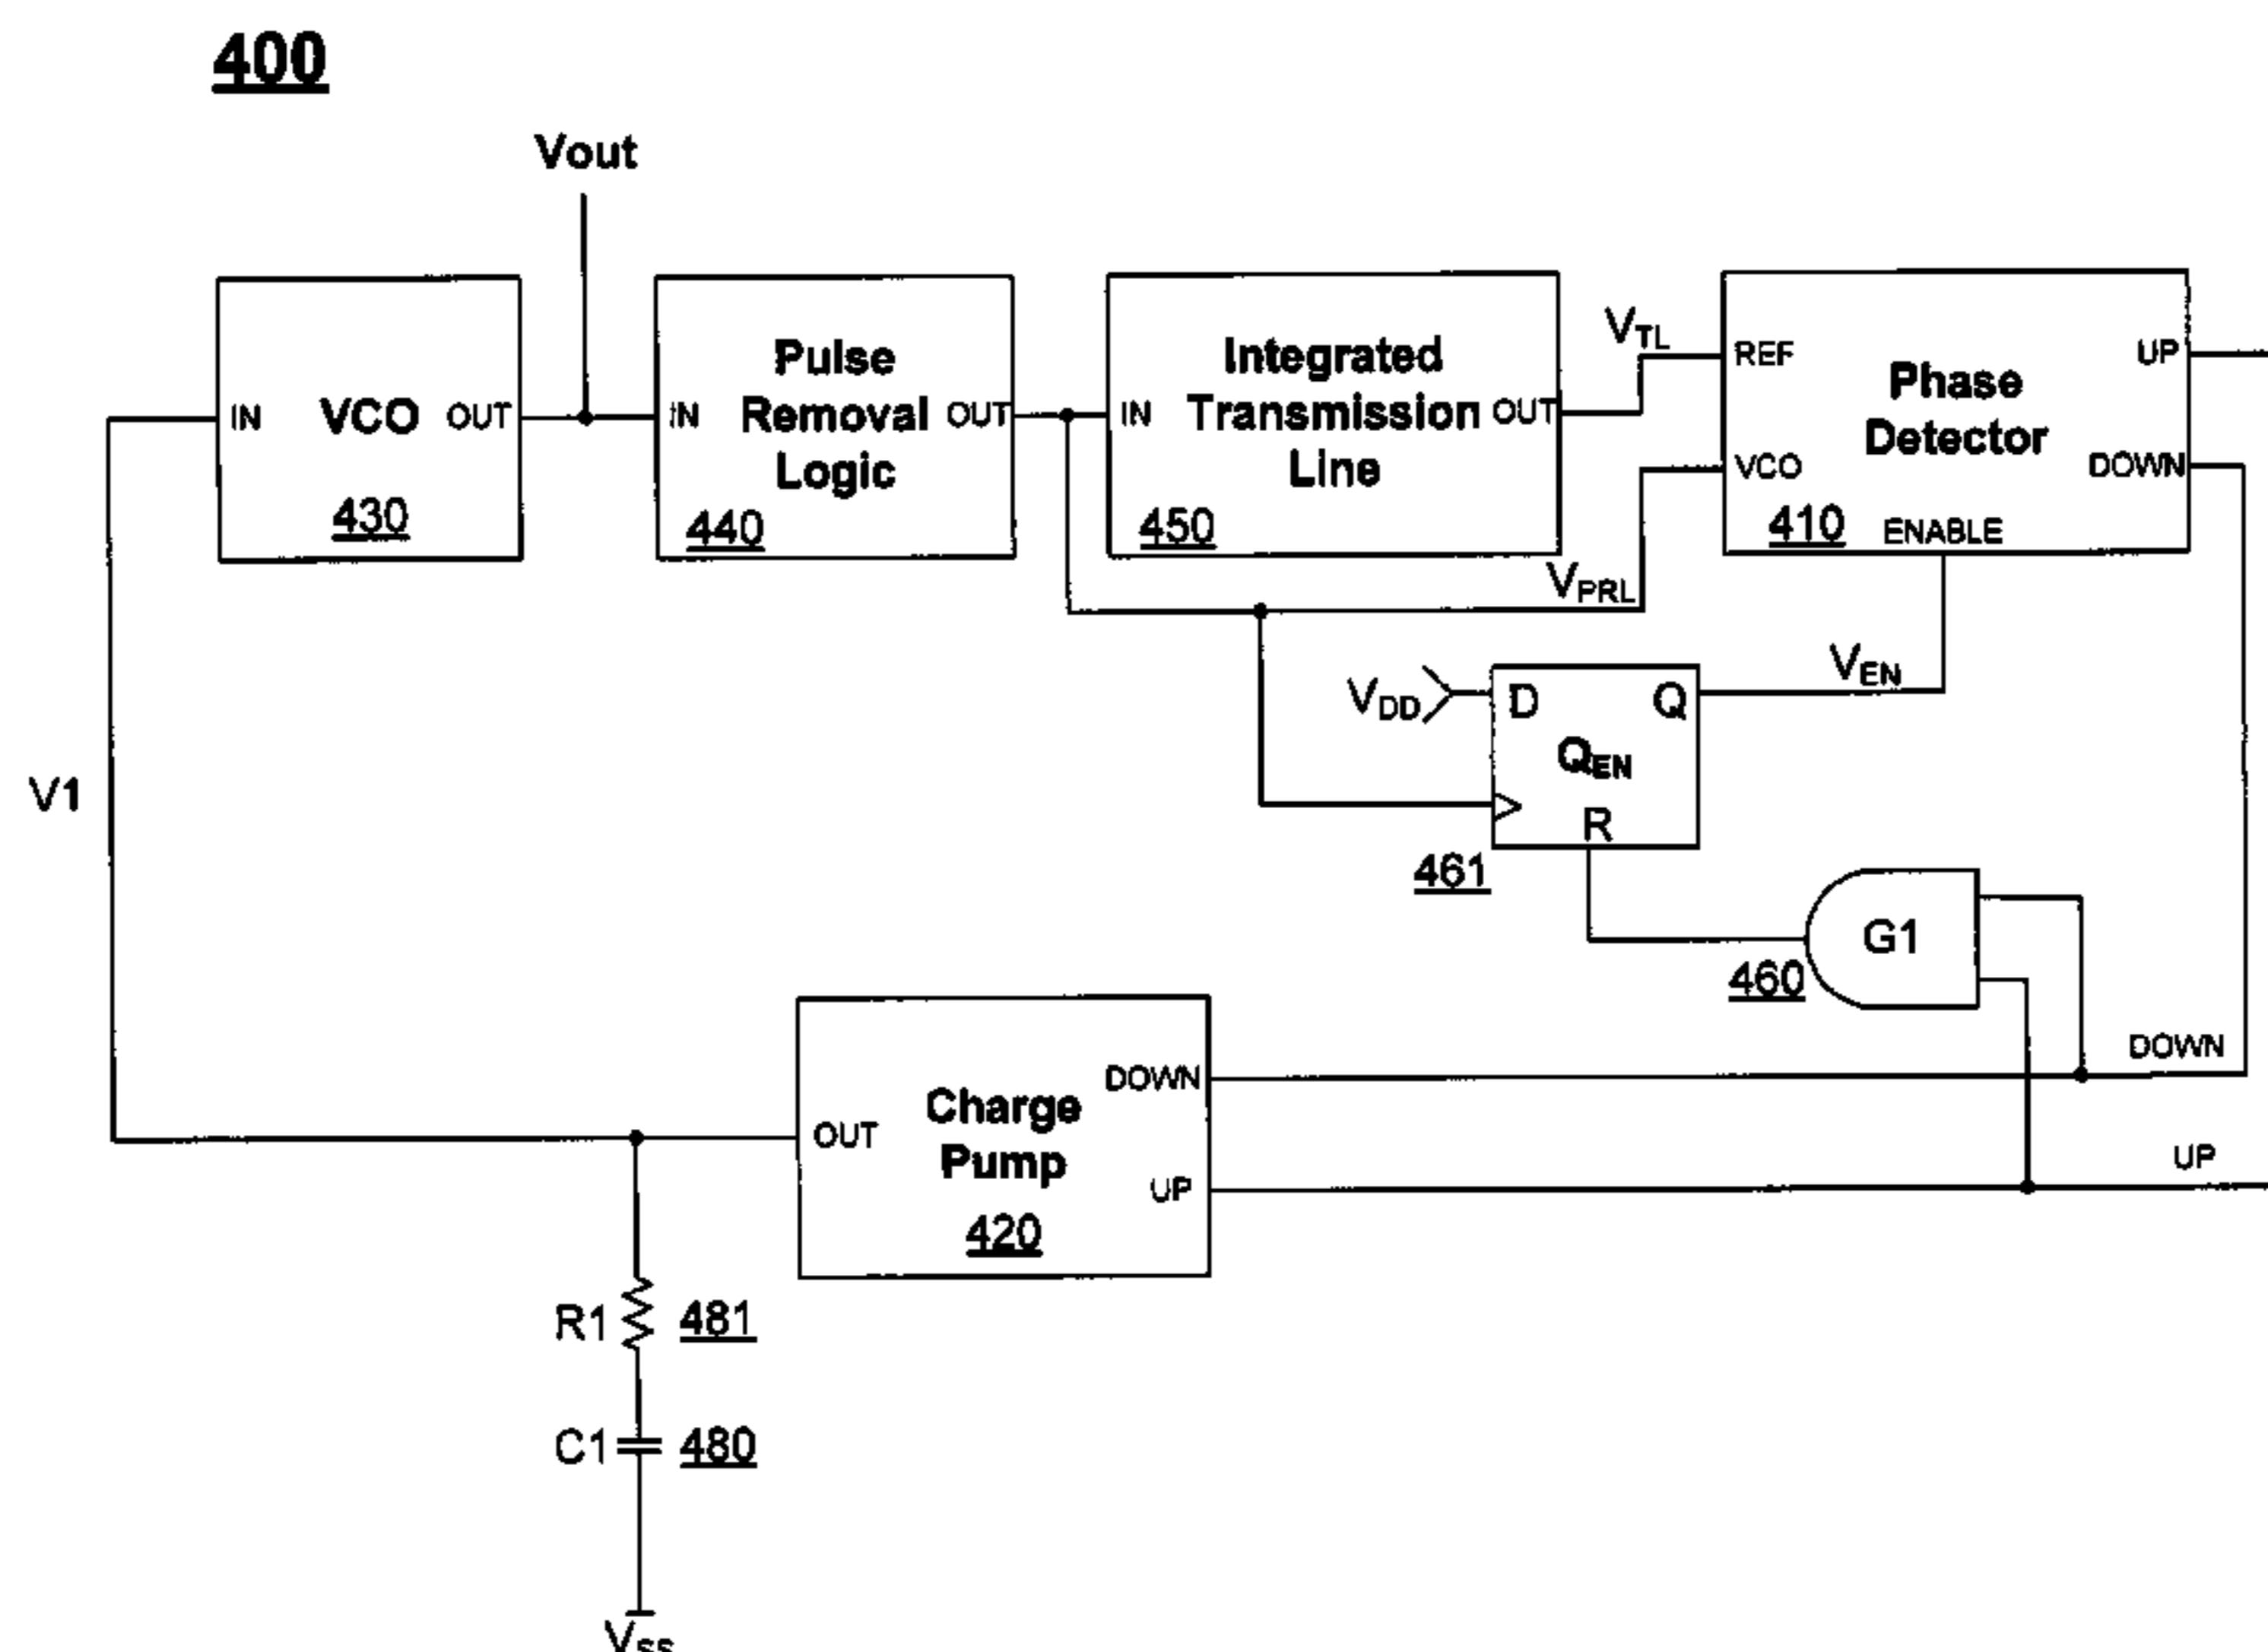 400
Vout
IN
VCO
OUT
430
IN
Pulse
Removal
Logic
OUT
440
IN
Integrated
Transmission
Line
OUT
450
VTL
REF
VCO
Phase
Detector
UP
DOWN
410
ENABLE
VPRL
VEN
VDD
D
Q
QEN
R
461
G1
460
V1
DOWN
UP
OUT
Charge
Pump
DOWN
UP
420
R1
481
C1
480
VSS